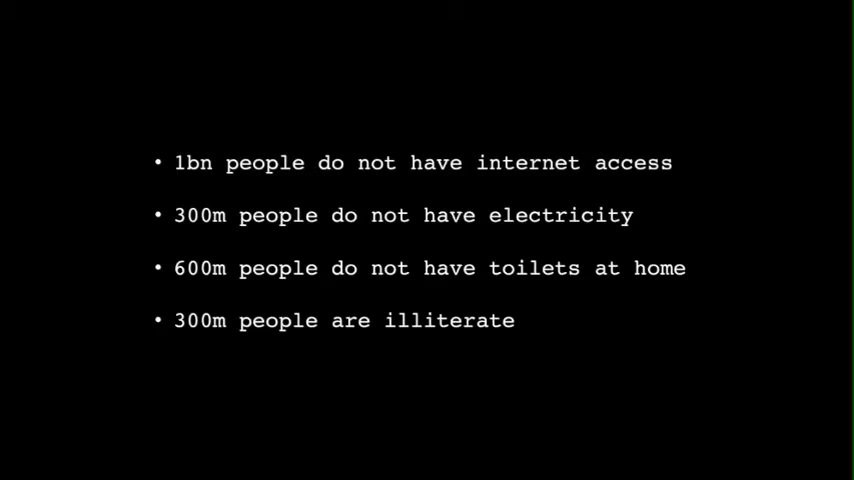 • 1bn people do not have internet access
• 300m people do not have electricity
• 600m people do not have toilets at home
• 300m people are illiterate